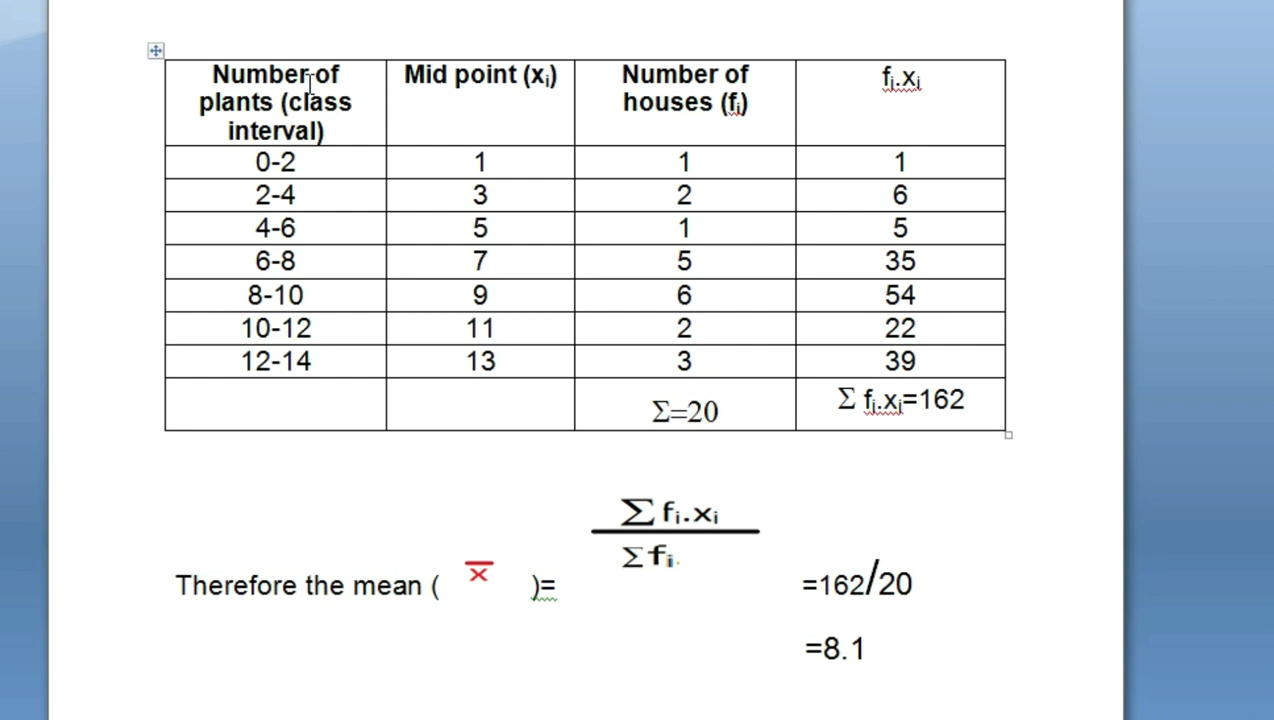 Number of plants (class interval) Mid point (xi) Number of houses (fi) fi.xi
0-2 1 1 1
2-4 3 2 6
4-6 5 1 5
6-8 7 5 35
8-10 9 6 54
10-12 11 2 22
12-14 13 3 39
Σ=20 Σ fi.xi=162
Σ fi.xi
Σ fi.
Therefore the mean ( x̅ )= =162/20
=8.1